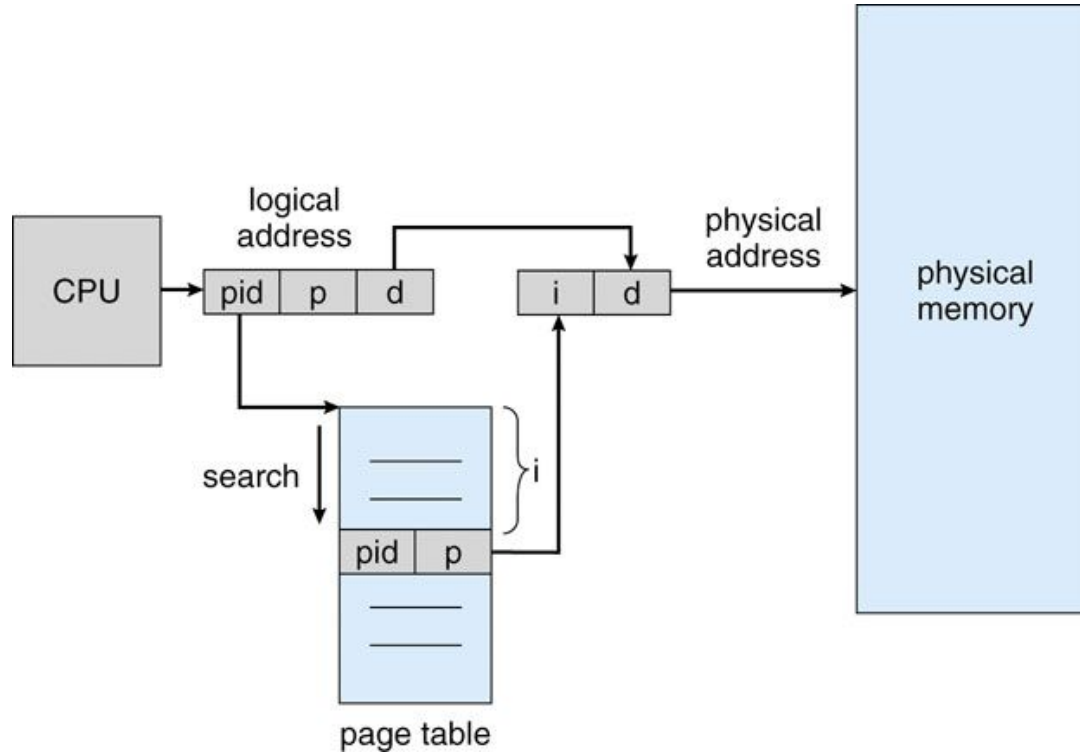 logical
address
physical
address
CPU
pid p d
i d
physical
memory
search
i
pid p
page table